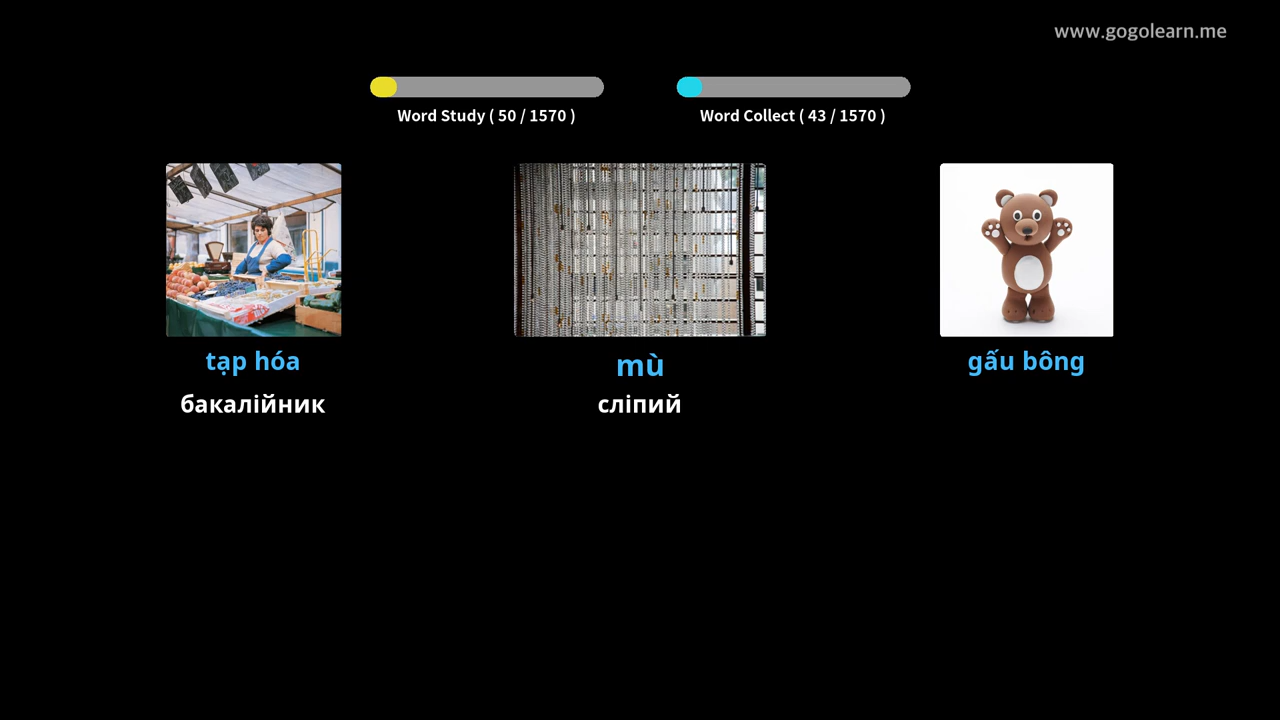 www.gogolearn.me
Word Study ( 50 / 1570 )
Word Collect ( 43 / 1570 )
tạp hóa
mù
gấu bông
бакалійник
сліпий